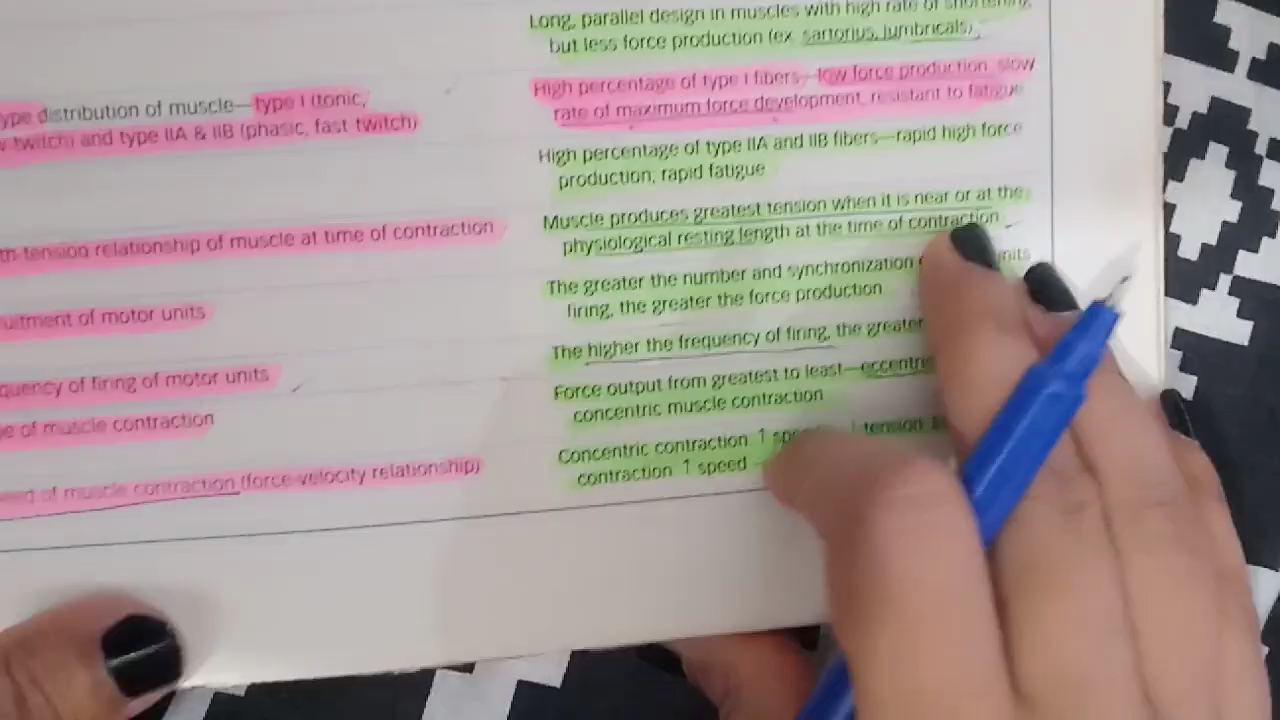 Long, parallel design in muscles with high rate of shortening
but less force production (ex. sartorius, lumbricals)
distribution of muscle—type I (tonic,
twitch) and type IIA & IIB (phasic, fast twitch)
High percentage of type I fibers—low force production, slow
rate of maximum force development, resistant to fatigue
High percentage of type IIA and IIB fibers—rapid high force
production; rapid fatigue
tension relationship of muscle at time of contraction
Muscle produces greatest tension when it is near or at the
physiological resting length at the time of contraction
of motor units
The greater the number and synchronization
firing, the greater the force production
of firing of motor units
The higher the frequency of firing, the greater
of muscle contraction
Force output from greatest to least—
concentric muscle contraction
of muscle contraction (force-velocity relationship)
Concentric contraction ↑ tension
contraction ↑ speed